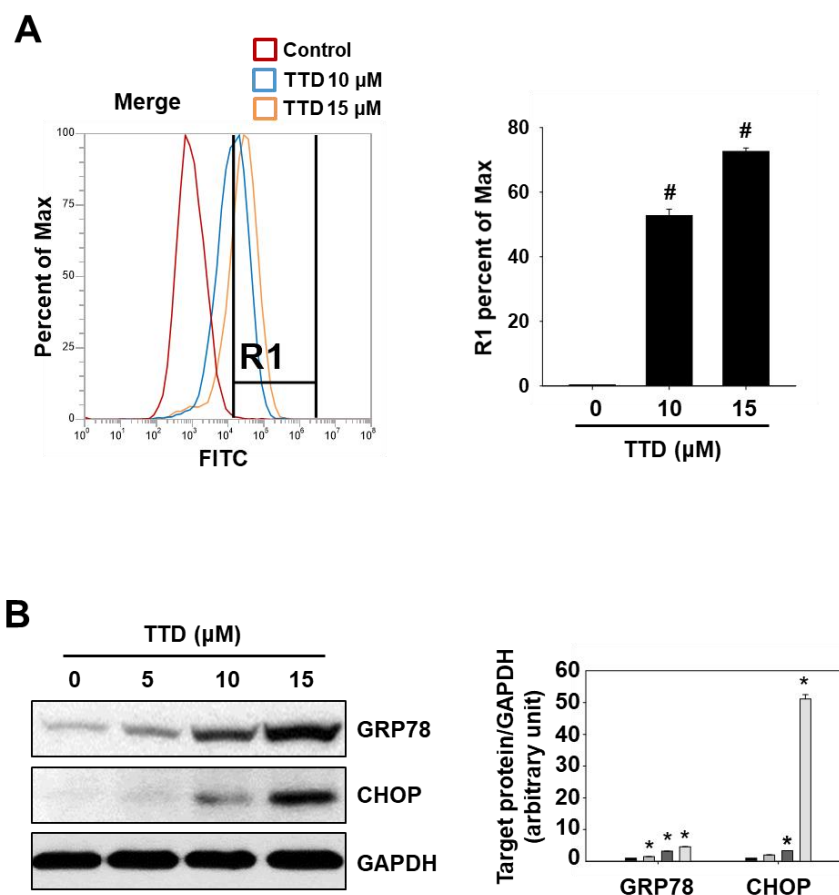 A
Control
TTD 10 µM
TTD 15 µM
Merge
Percent of Max
100
75
50
25
0
R1
10⁰ 10¹ 10² 10³ 10⁴ 10⁵ 10⁶ 10⁷ 10⁸
FITC
R1 percent of Max
80
60
40
20
0
# #
0 10 15
TTD (µM)
B
TTD (µM)
0 5 10 15
GRP78
CHOP
GAPDH
Target protein/GAPDH
(arbitrary unit)
60
50
40
30
20
10
0
* * * * *
GRP78 CHOP